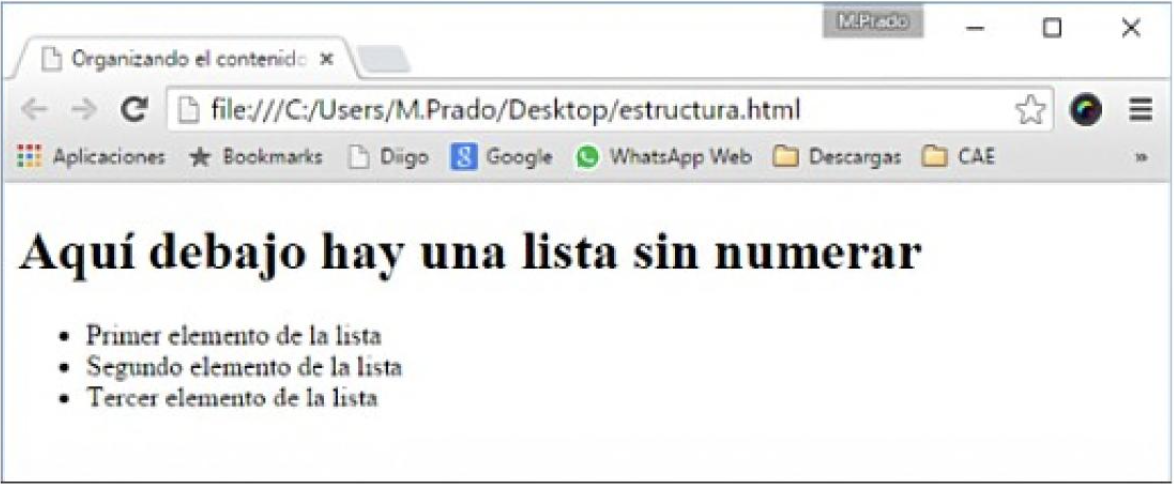 M.Prado
Organizando el contenido
file:///C:/Users/M.Prado/Desktop/estructura.html
Aplicaciones Bookmarks Diigo 8 Google WhatsApp Web Descargas CAE »
Aquí debajo hay una lista sin numerar
• Primer elemento de la lista
• Segundo elemento de la lista
• Tercer elemento de la lista